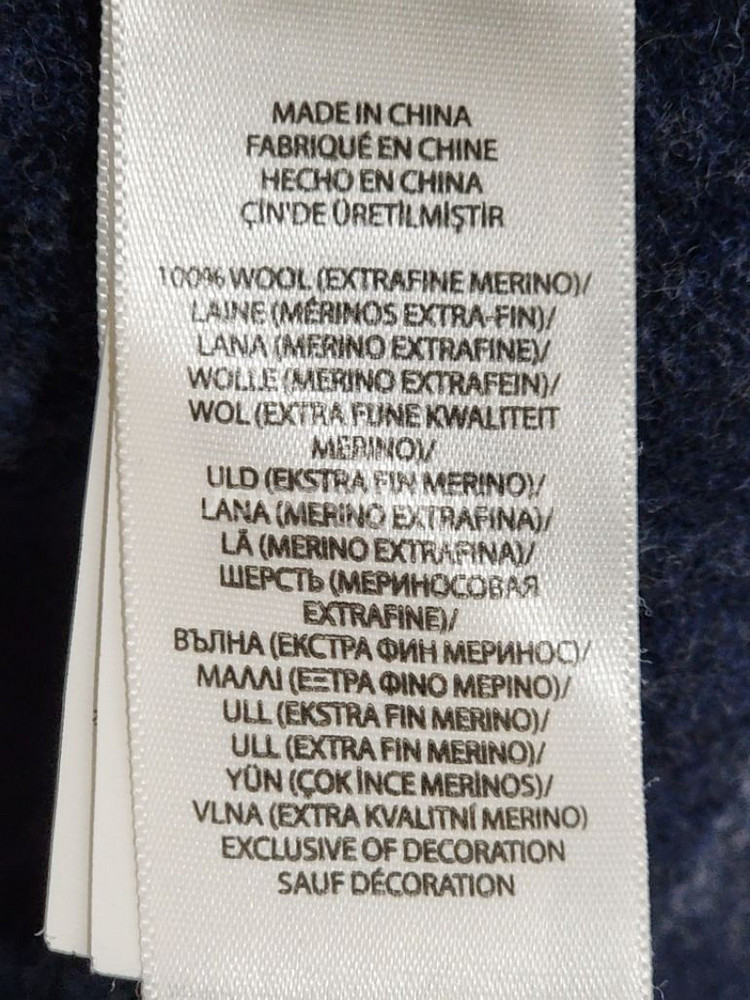 MADE IN CHINA
FABRIQUÉ EN CHINE
HECHO EN CHINA
ÇİN'DE ÜRETİLMİŞTİR
100% WOOL (EXTRAFINE MERINO)/
LAINE (MÉRINOS EXTRA-FIN)/
LANA (MERINO EXTRAFINE)/
WOLLE (MERINO EXTRAFEIN)/
WOL (EXTRA FIJNE KWALITEIT
MERINO)/
ULD (EKSTRA FIN MERINO)/
LANA (MERINO EXTRAFINA)/
LÃ (MERINO EXTRAFINA)/
ШЕРСТЬ (МЕРИНОСОВАЯ
EXTRAFINE)/
ВЪЛНА (ЕКСТРА ФИН МЕРИНОС)/
ΜΑΛΛΙ (ΕΞΤΡΑ ΦΙΝΟ ΜΕΡΙΝΟ)/
ULL (EKSTRA FIN MERINO)/
ULL (EXTRA FIN MERINO)/
YÜN (ÇOK İNCE MERİNOS)/
VLNA (EXTRA KVALITNÍ MERINO)
EXCLUSIVE OF DECORATION
SAUF DÉCORATION